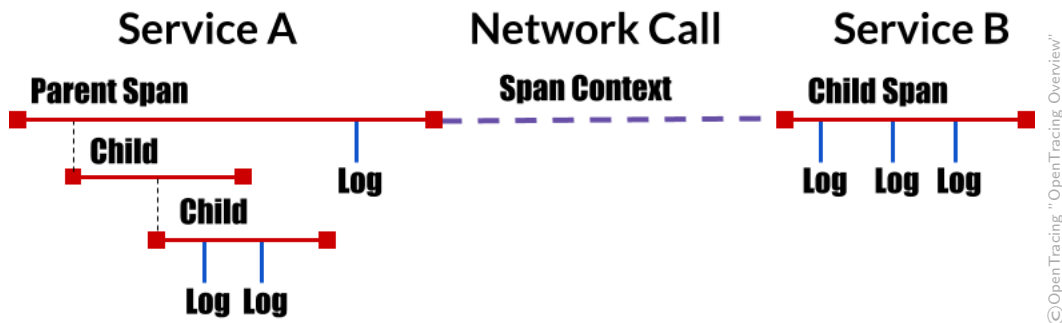 Service A
Network Call
Service B
Parent Span
Span Context
Child Span
Child
Log
Log
Log
Log
Child
Log
Log
©OpenTracing "OpenTracing Overview"